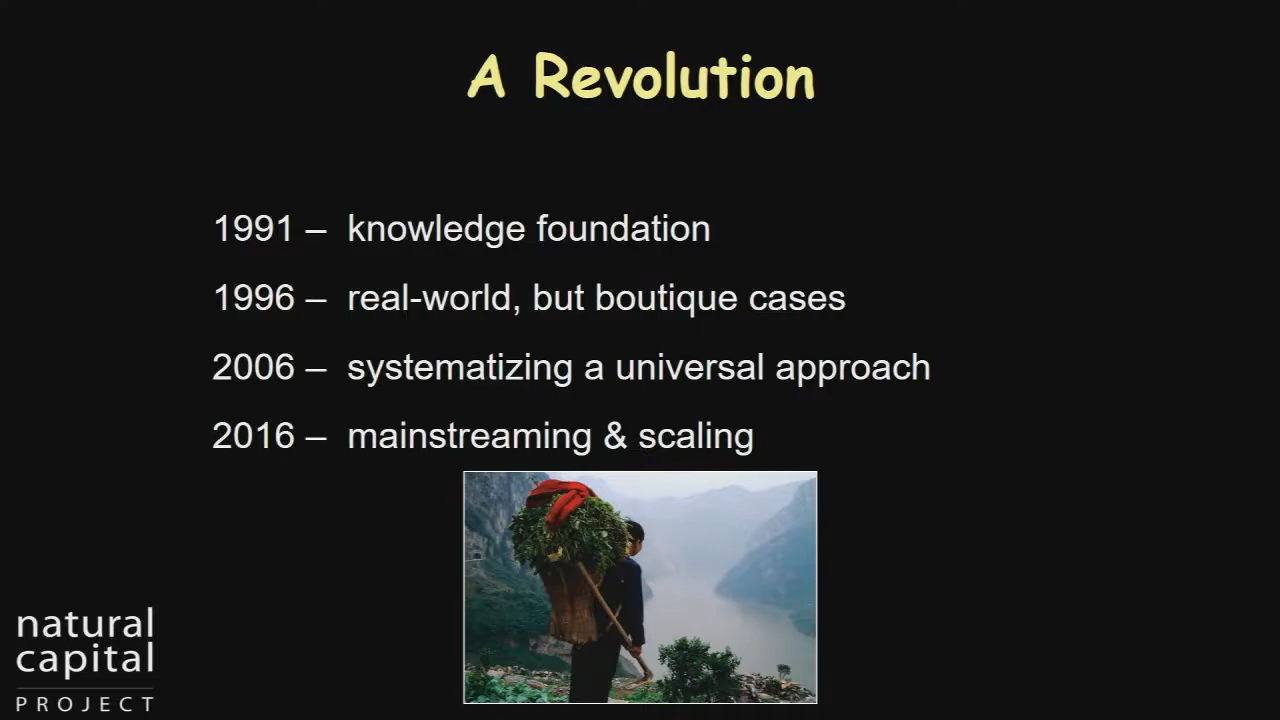 A Revolution
1991 – knowledge foundation
1996 – real-world, but boutique cases
2006 – systematizing a universal approach
2016 – mainstreaming & scaling
natural
capital
PROJECT